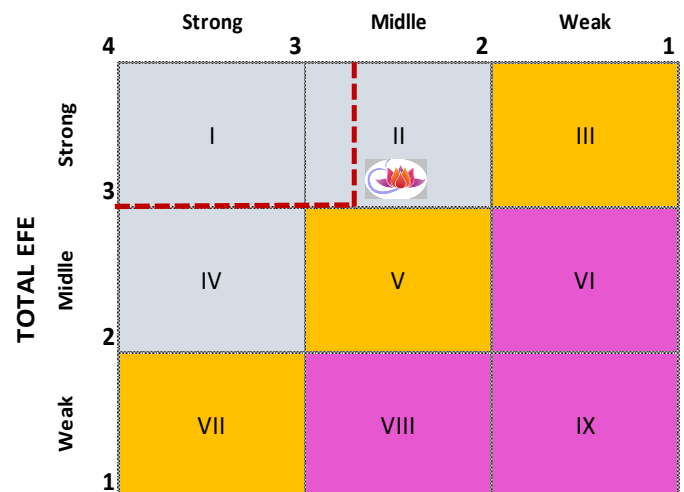 Strong Midlle Weak
4 3 2 1
TOTAL EFE
Strong
I II III
3
Midlle
IV V VI
2
Weak
VII VIII IX
1